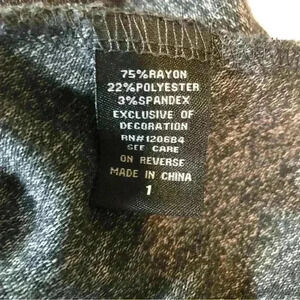 75%RAYON
22%POLYESTER
3%SPANDEX
EXCLUSIVE OF
DECORATION
RN#120684
SEE CARE
ON REVERSE
MADE IN CHINA
1